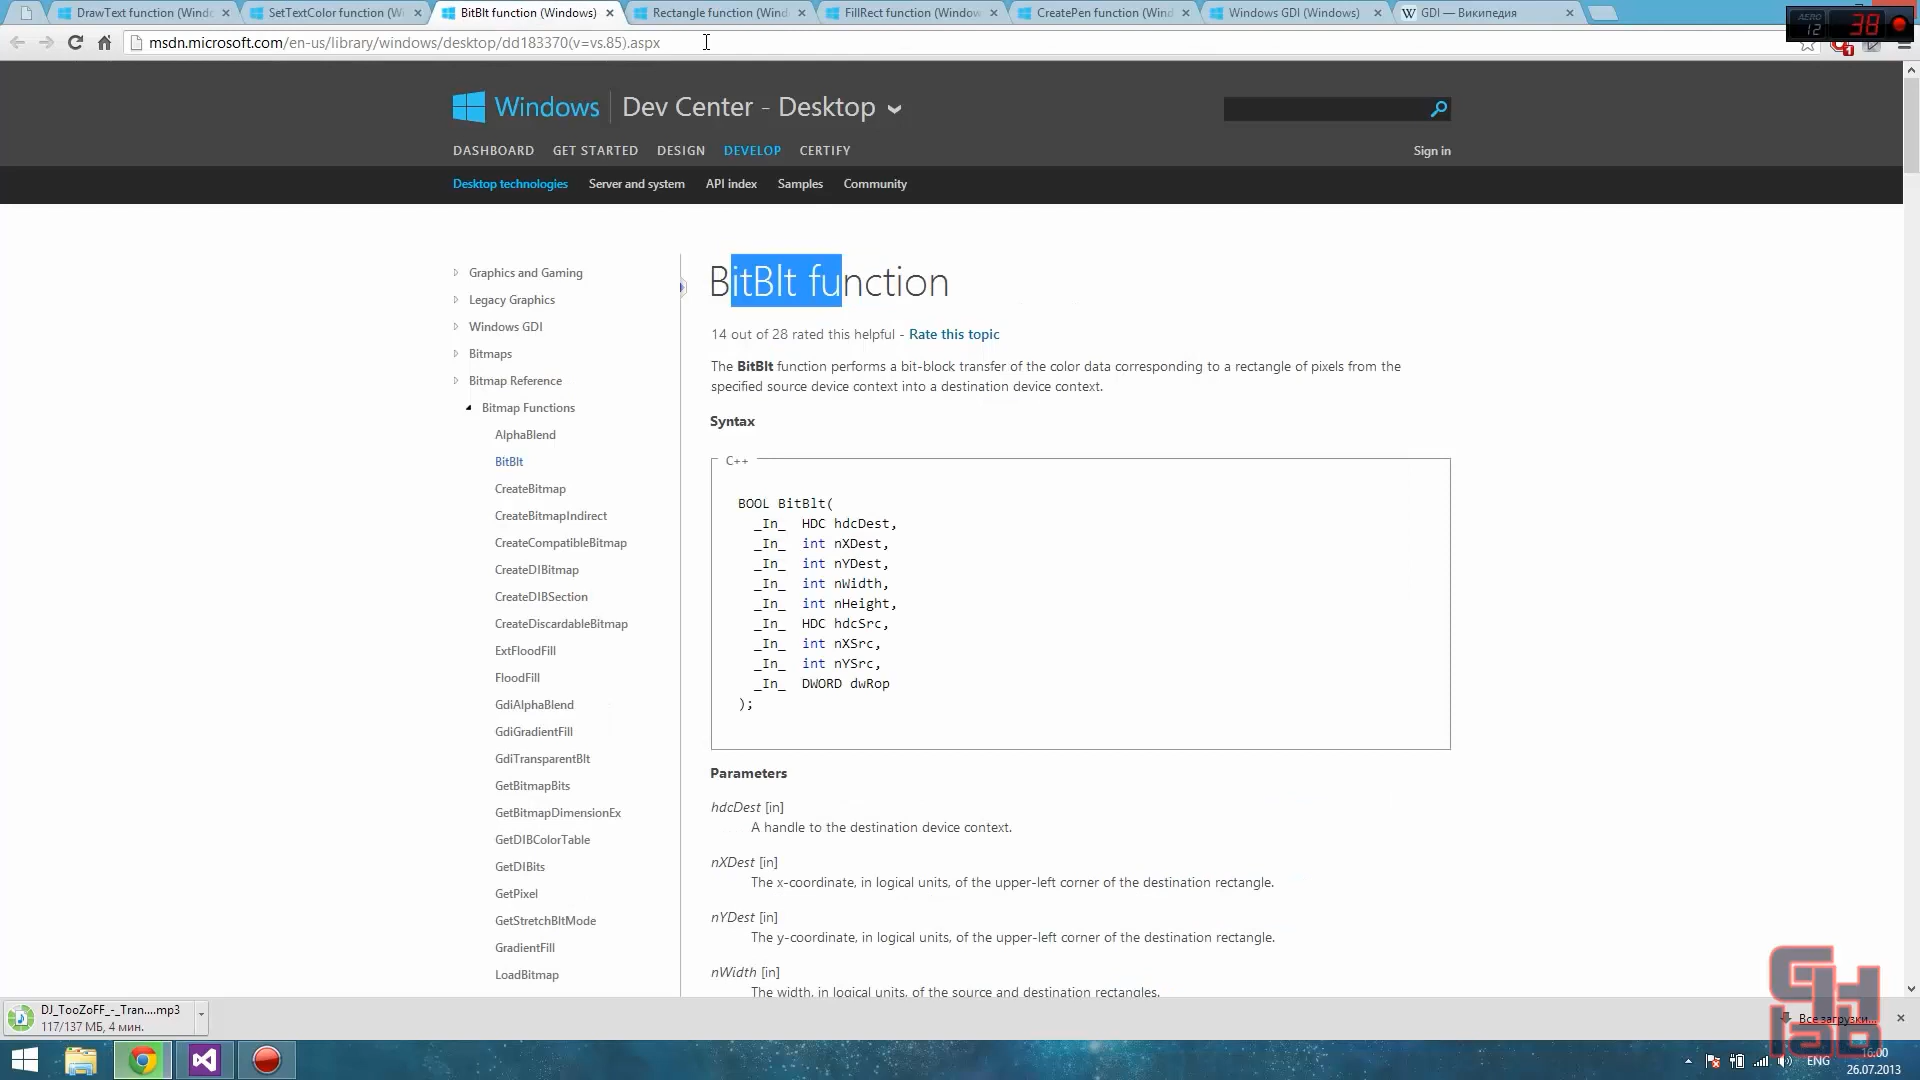 DrawText function (Windo
SetTextColor function (Wi
BitBlt function (Windows)
Rectangle function (Wind
FillRect function (Window
CreatePen function (Wind
Windows GDI (Windows)
W GDI — Википедия
AERO
12
38
msdn.microsoft.com/en-us/library/windows/desktop/dd183370(v=vs.85).aspx
1
Windows
Dev Center - Desktop
DASHBOARD GET STARTED DESIGN DEVELOP CERTIFY
Sign in
Desktop technologies Server and system API index Samples Community
Graphics and Gaming
Legacy Graphics
Windows GDI
Bitmaps
Bitmap Reference
Bitmap Functions
AlphaBlend
BitBlt
CreateBitmap
CreateBitmapIndirect
CreateCompatibleBitmap
CreateDIBitmap
CreateDIBSection
CreateDiscardableBitmap
ExtFloodFill
FloodFill
GdiAlphaBlend
GdiGradientFill
GdiTransparentBlt
GetBitmapBits
GetBitmapDimensionEx
GetDIBColorTable
GetDIBits
GetPixel
GetStretchBltMode
GradientFill
LoadBitmap
BitBlt function
14 out of 28 rated this helpful - Rate this topic
The BitBlt function performs a bit-block transfer of the color data corresponding to a rectangle of pixels from the
specified source device context into a destination device context.
Syntax
C++
BOOL BitBlt(
_In_ HDC hdcDest,
_In_ int nXDest,
_In_ int nYDest,
_In_ int nWidth,
_In_ int nHeight,
_In_ HDC hdcSrc,
_In_ int nXSrc,
_In_ int nYSrc,
_In_ DWORD dwRop
);
Parameters
hdcDest [in]
A handle to the destination device context.
nXDest [in]
The x-coordinate, in logical units, of the upper-left corner of the destination rectangle.
nYDest [in]
The y-coordinate, in logical units, of the upper-left corner of the destination rectangle.
nWidth [in]
The width, in logical units, of the source and destination rectangles.
DJ_TooZoFF_-_Tran....mp3
117/137 МБ, 4 мин.
Все загрузки...
lab
ENG
16:00
26.07.2013